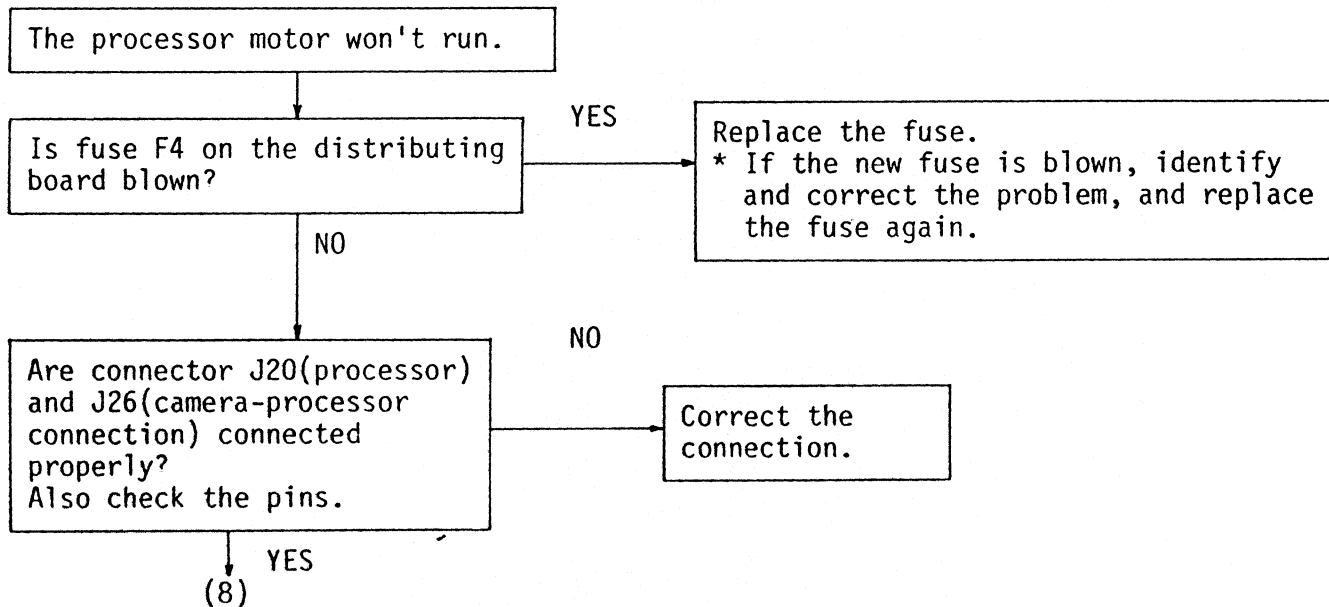 The processor motor won't run.
Is fuse F4 on the distributing
board blown?
YES
Replace the fuse.
* If the new fuse is blown, identify
and correct the problem, and replace
the fuse again.
NO
Are connector J20(processor)
and J26(camera-processor
connection) connected
properly?
Also check the pins.
NO
Correct the
connection.
YES
(8)